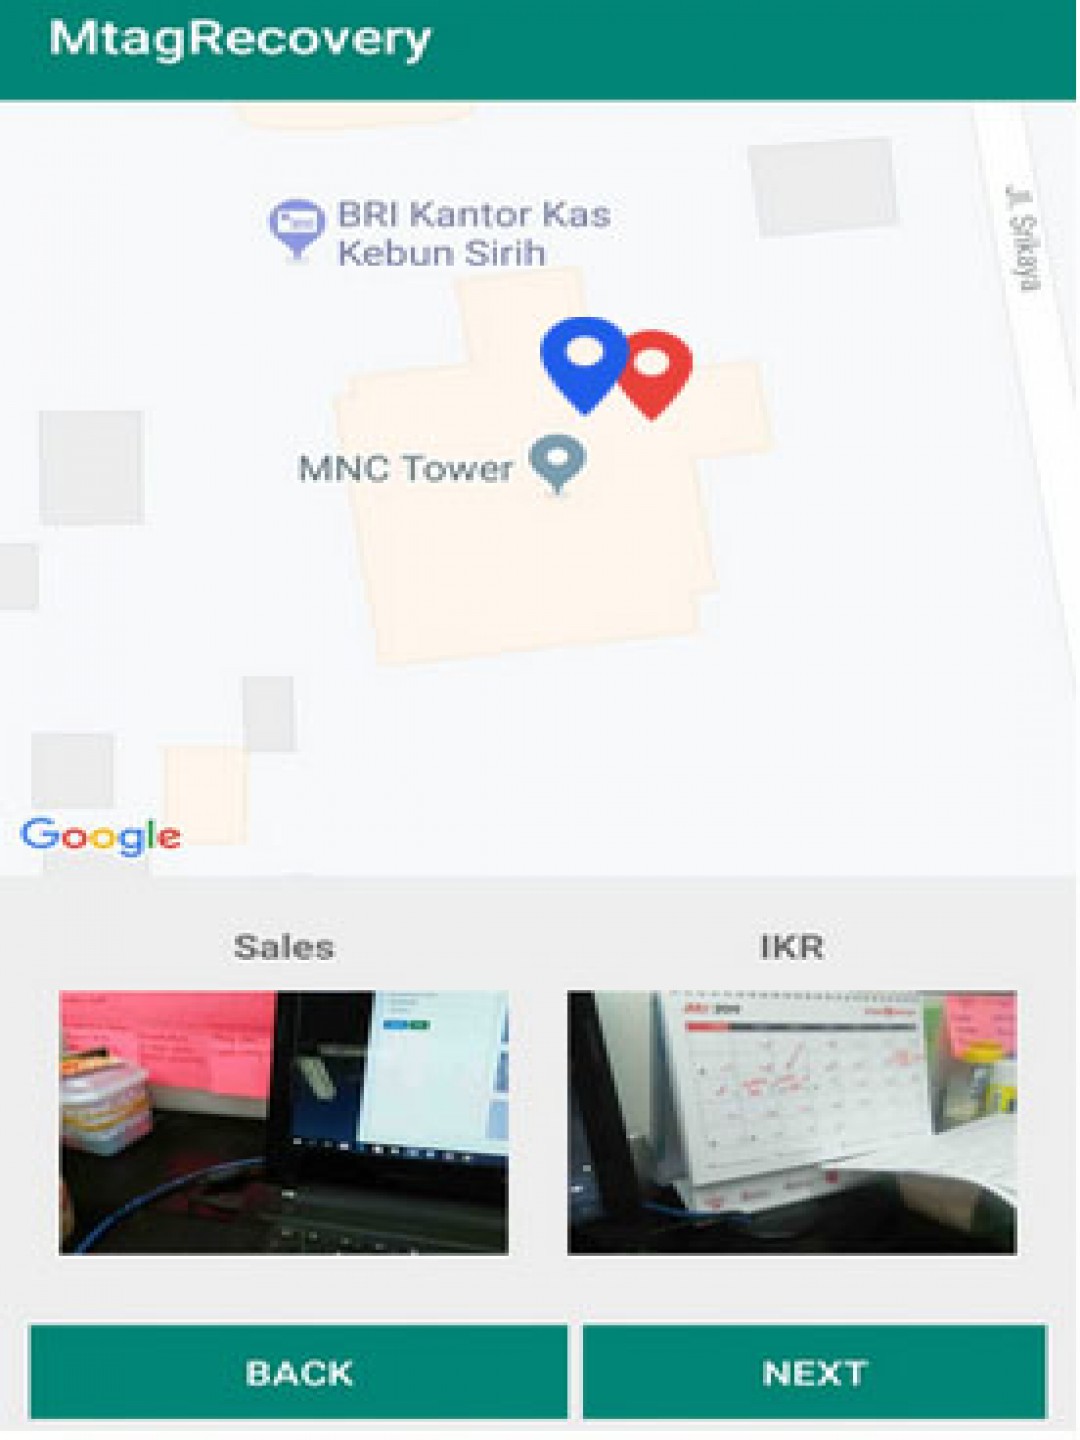 MtagRecovery
BRI Kantor Kas
Kebun Sirih
Jl. Srikaya
MNC Tower
Google
Sales
IKR
BACK
NEXT